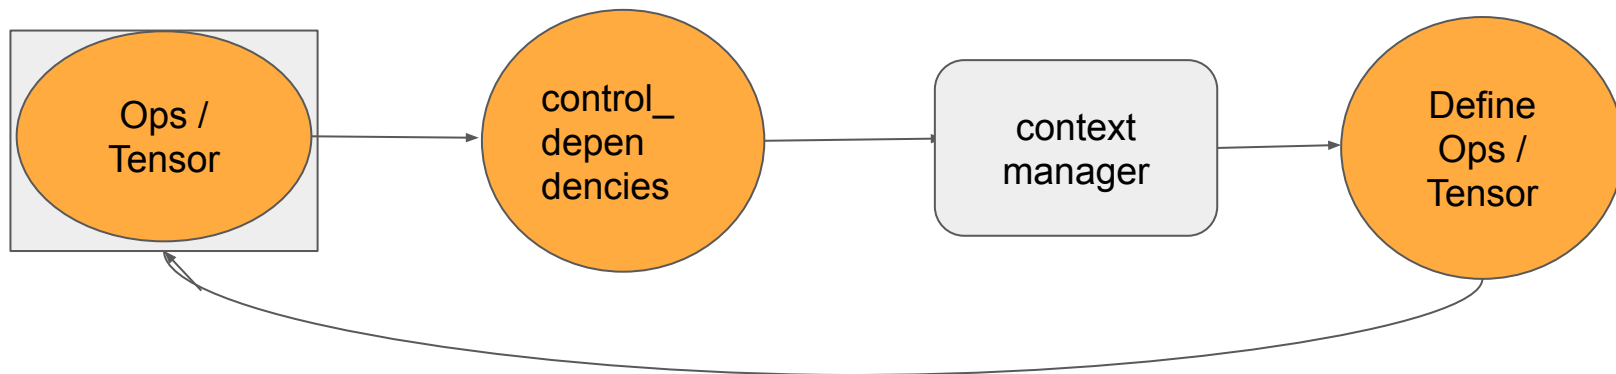 Ops /
Tensor
control_
depen
dencies
context
manager
Define
Ops /
Tensor